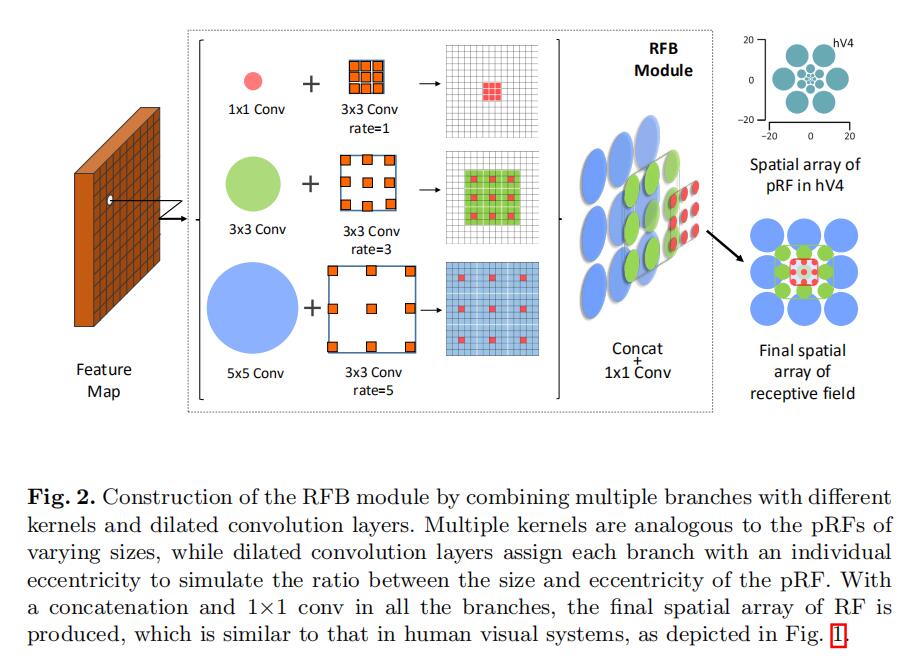 RFB
Module
1x1 Conv
+
3x3 Conv
rate=1
3x3 Conv
+
3x3 Conv
rate=3
5x5 Conv
+
3x3 Conv
rate=5
Feature
Map
Concat
+
1x1 Conv
20
0
−20
−20
0
20
hV4
Spatial array of
pRF in hV4
Final spatial
array of
receptive field
Fig. 2. Construction of the RFB module by combining multiple branches with different
kernels and dilated convolution layers. Multiple kernels are analogous to the pRFs of
varying sizes, while dilated convolution layers assign each branch with an individual
eccentricity to simulate the ratio between the size and eccentricity of the pRF. With
a concatenation and 1×1 conv in all the branches, the final spatial array of RF is
produced, which is similar to that in human visual systems, as depicted in Fig. 1.